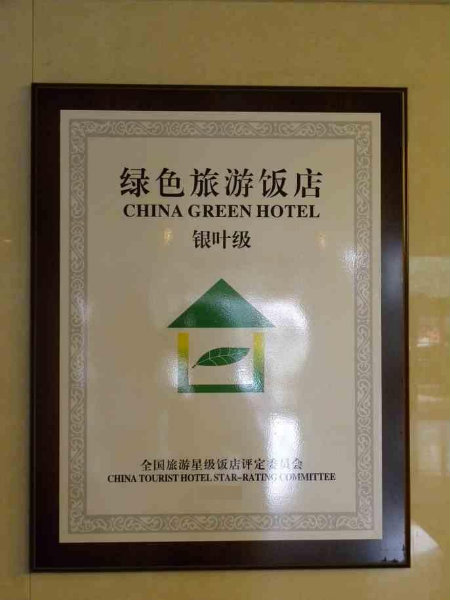 绿色旅游饭店
CHINA GREEN HOTEL
银叶级
全国旅游星级饭店评定委员会
CHINA TOURIST HOTEL STAR-RATING COMMITTEE